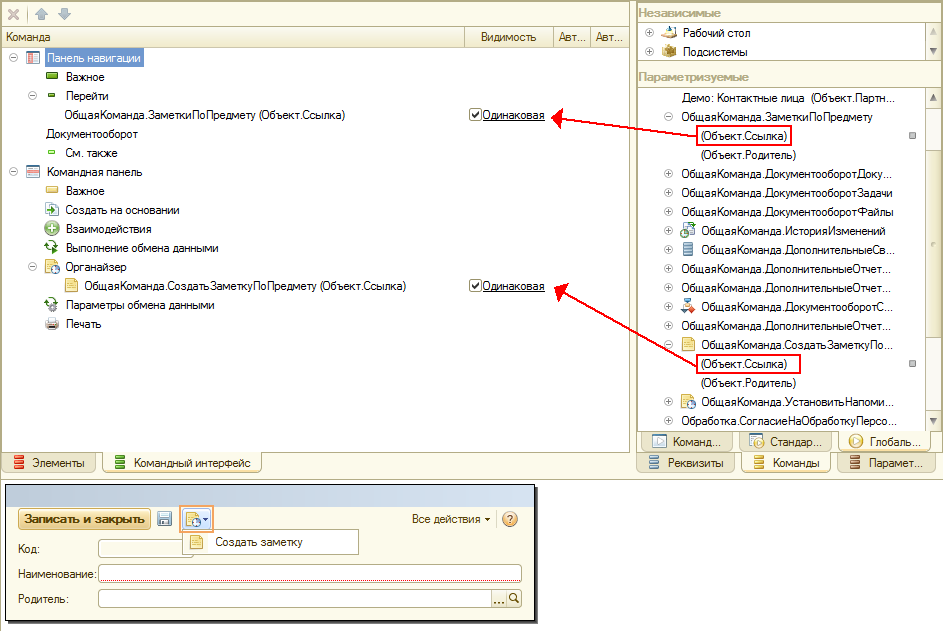 Команда
Видимость
Авт...
Авт...
Панель навигации
Важное
Перейти
ОбщаяКоманда.ЗаметкиПоПредмету (Объект.Ссылка)
Одинаковая
Документооборот
См. также
Командная панель
Важное
Создать на основании
Взаимодействия
Выполнение обмена данными
Органайзер
ОбщаяКоманда.СоздатьЗаметкуПоПредмету (Объект.Ссылка)
Одинаковая
Параметры обмена данными
Печать
Элементы
Командный интерфейс
Независимые
Рабочий стол
Подсистемы
Параметризуемые
Демо: Контактные лица (Объект.Партн...
ОбщаяКоманда.ЗаметкиПоПредмету
(Объект.Ссылка)
(Объект.Родитель)
ОбщаяКоманда.ДокументооборотДоку...
ОбщаяКоманда.ДокументооборотЗадачи
ОбщаяКоманда.ДокументооборотФайлы
ОбщаяКоманда.ИсторияИзменений
ОбщаяКоманда.ДополнительныеСв...
ОбщаяКоманда.ДополнительныеОтчет...
ОбщаяКоманда.ДополнительныеОтчет...
ОбщаяКоманда.ДокументооборотС...
ОбщаяКоманда.ДополнительныеОтчет...
ОбщаяКоманда.СоздатьЗаметкуПо...
(Объект.Ссылка)
(Объект.Родитель)
ОбщаяКоманда.УстановитьНапоми...
Обработка.СогласиеНаОбработкуПерсо...
Команд...
Стандар...
Глобаль...
Реквизиты
Команды
Парамет...
Записать и закрыть
Все действия
?
Создать заметку
Код:
Наименование:
Родитель:
...